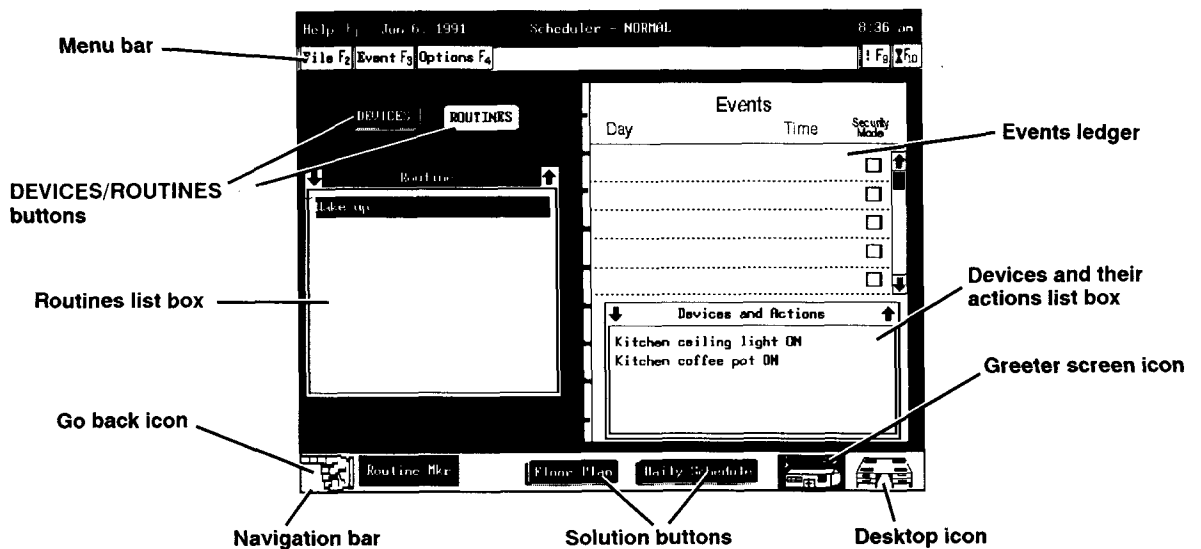 Help F1 Jun 6, 1991 Scheduler - NORMAL 8:36 am
Menu bar
File F2 Event F3 Options F4 ! F9 F10
DEVICES ROUTINES
Events
Day Time Security Mode
Events ledger
DEVICES/ROUTINES
buttons
Routine
Wake up
Routines list box
Devices and their
actions list box
Devices and Actions
Kitchen ceiling light ON
Kitchen coffee pot ON
Greeter screen icon
Go back icon
Routine Mkr Floor Plan Daily Schedule
Navigation bar
Solution buttons
Desktop icon